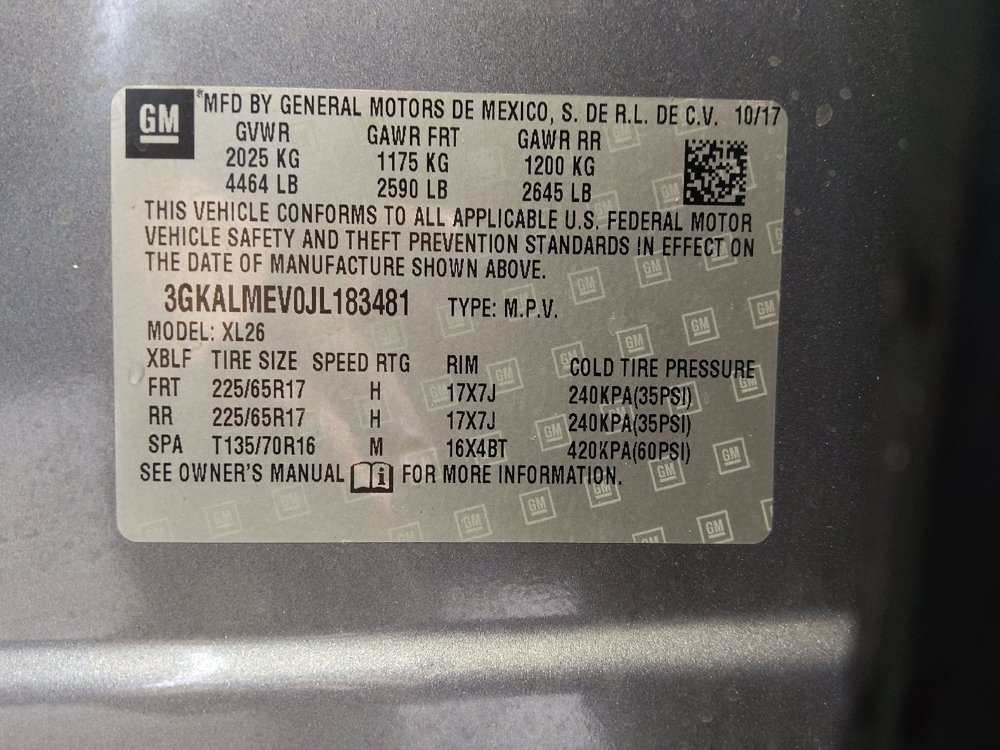 GM ®MFD BY GENERAL MOTORS DE MEXICO, S. DE R.L. DE C.V. 10/17
GVWR GAWR FRT GAWR RR
2025 KG 1175 KG 1200 KG
4464 LB 2590 LB 2645 LB
THIS VEHICLE CONFORMS TO ALL APPLICABLE U.S. FEDERAL MOTOR
VEHICLE SAFETY AND THEFT PREVENTION STANDARDS IN EFFECT ON
THE DATE OF MANUFACTURE SHOWN ABOVE.
3GKALMEV0JL183481 TYPE: M.P.V.
MODEL: XL26
XBLF TIRE SIZE SPEED RTG RIM COLD TIRE PRESSURE
FRT 225/65R17 H 17X7J 240KPA(35PSI)
RR 225/65R17 H 17X7J 240KPA(35PSI)
SPA T135/70R16 M 16X4BT 420KPA(60PSI)
SEE OWNER'S MANUAL i FOR MORE INFORMATION.